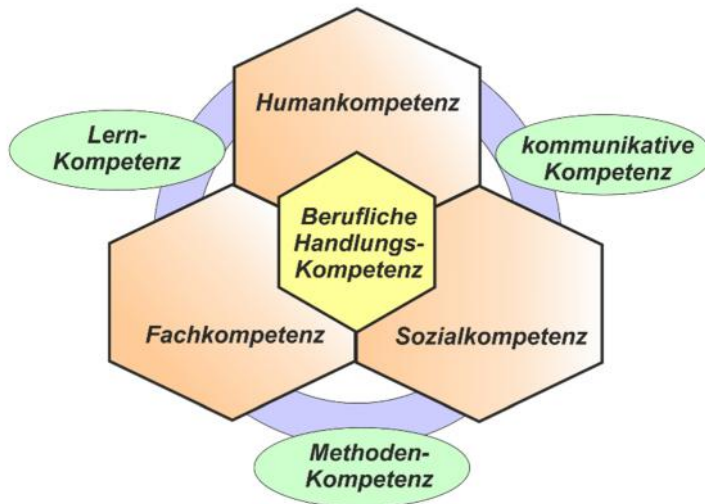 Humankompetenz
Lern-
Kompetenz
kommunikative
Kompetenz
Berufliche
Handlungs-
Kompetenz
Fachkompetenz
Sozialkompetenz
Methoden-
Kompetenz